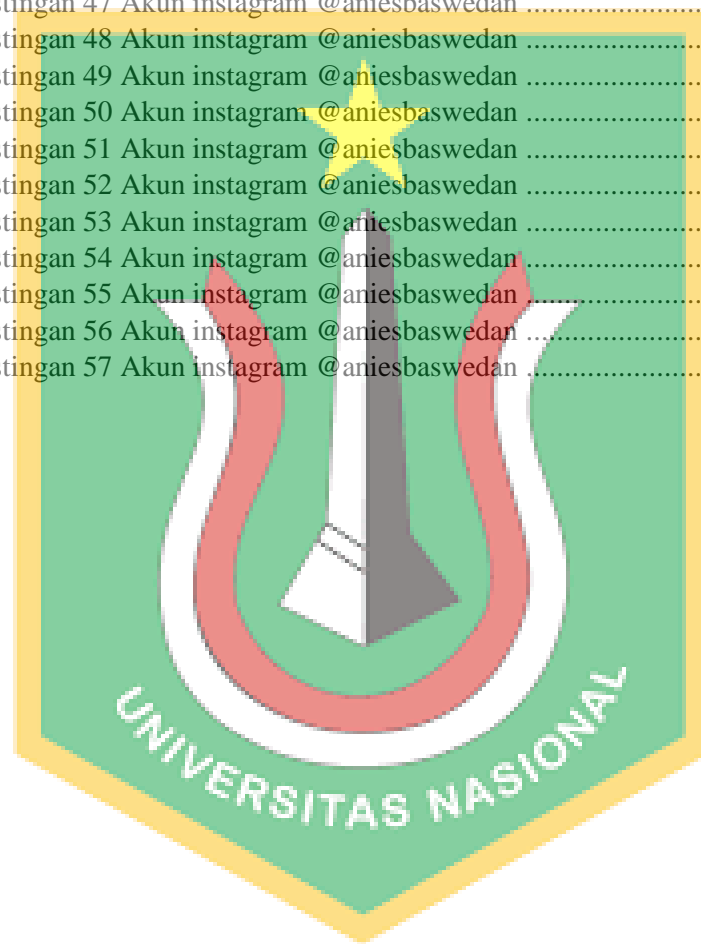 tingan 47 Akun instagram @aniesbaswedan ........................
stingan 48 Akun instagram @aniesbaswedan ........................
stingan 49 Akun instagram @aniesbaswedan ........................
stingan 50 Akun instagram @aniesbaswedan ........................
stingan 51 Akun instagram @aniesbaswedan ........................
stingan 52 Akun instagram @aniesbaswedan ........................
stingan 53 Akun instagram @aniesbaswedan ........................
stingan 54 Akun instagram @aniesbaswedan ........................
stingan 55 Akun instagram @aniesbaswedan ........................
stingan 56 Akun instagram @aniesbaswedan ........................
stingan 57 Akun instagram @aniesbaswedan ........................
UNIVERSITAS NASIONAL